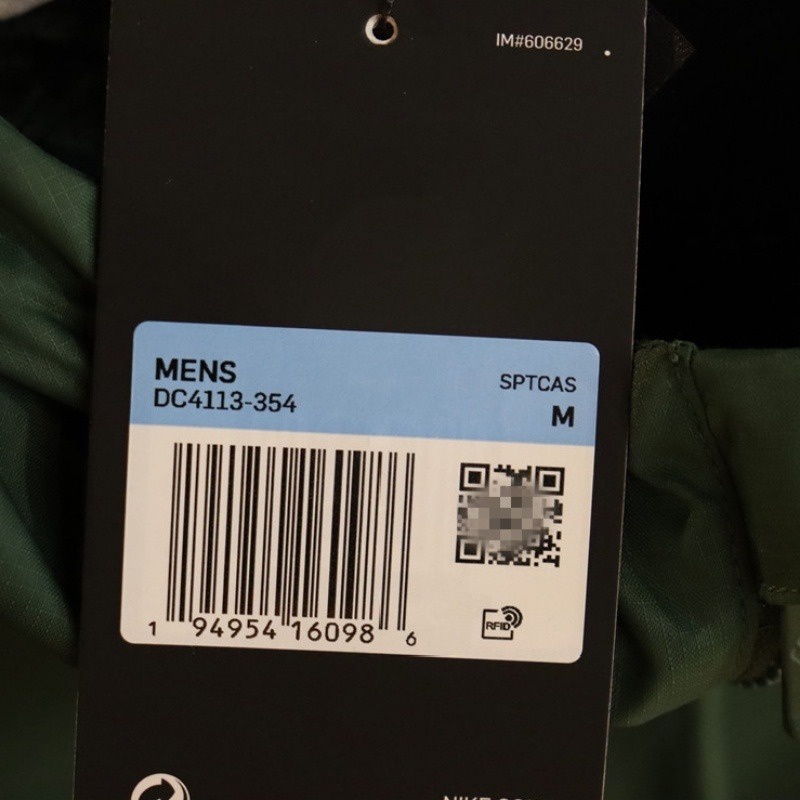 IM#606629
MENS
SPTCAS
DC4113-354
M
1 94954 16098 6
RFID